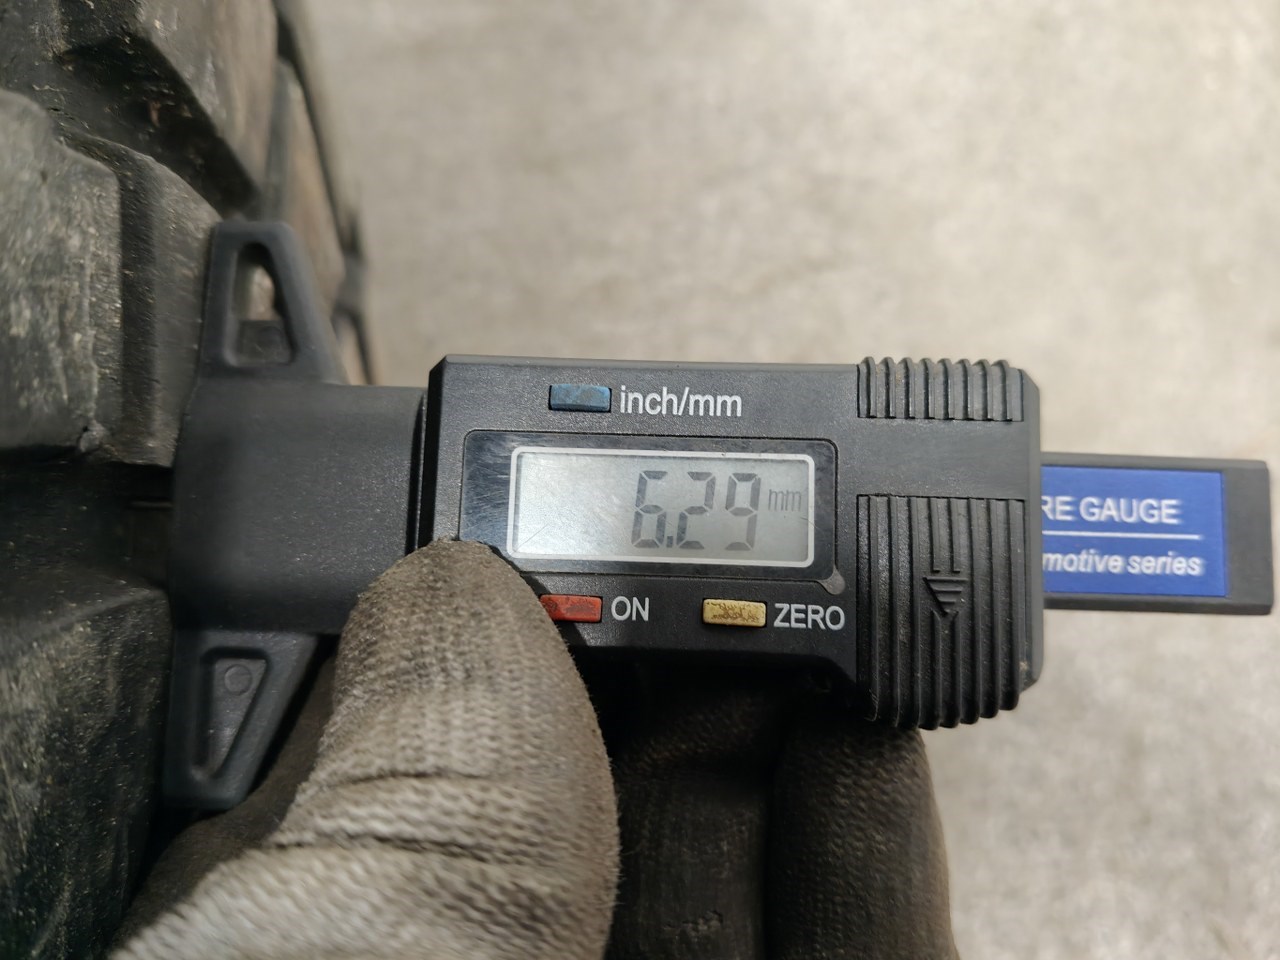 inch/mm
6.29 mm
ON
ZERO
RE GAUGE
motive series